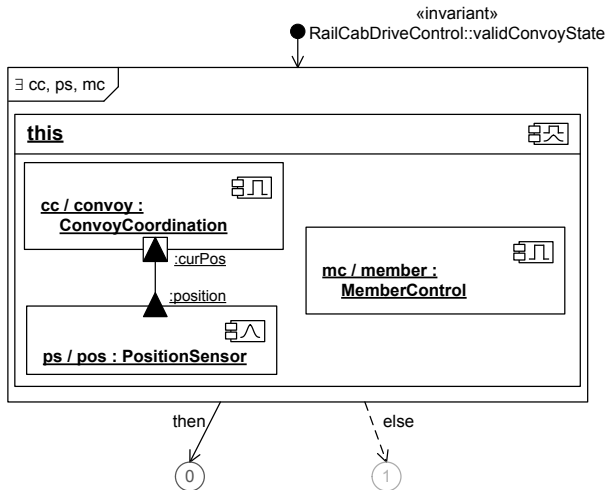 «invariant»
RailCabDriveControl::validConvoyState
∃ cc, ps, mc
this
cc / convoy :
ConvoyCoordination
:curPos
mc / member :
MemberControl
:position
ps / pos : PositionSensor
then
else
0
1